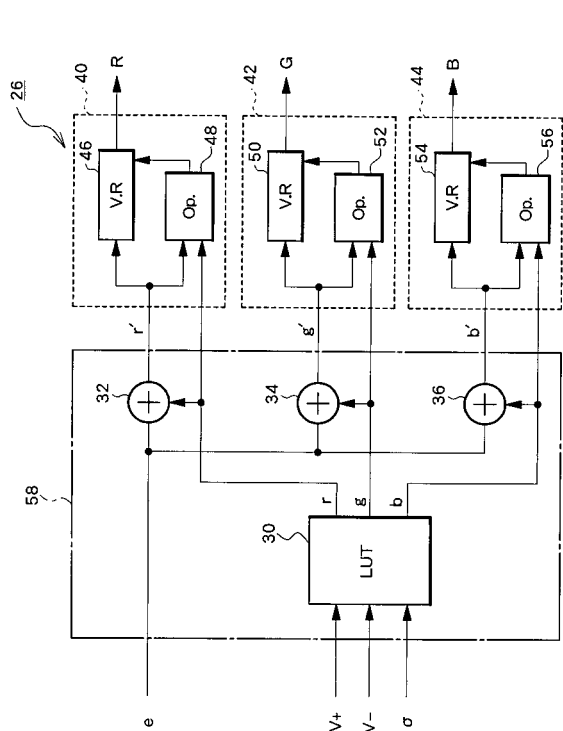 26
40
R
46
V.R
48
Op.
42
G
50
V.R
52
Op.
44
B
54
V.R
56
Op.
r′
g′
b′
32
+
34
+
36
+
58
r
g
b
30
LUT
e
V+
V−
σ